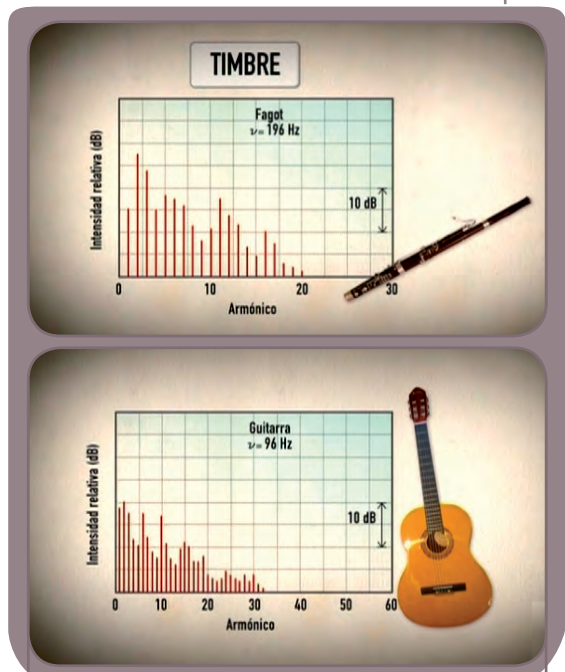 TIMBRE
Fagot
ν= 196 Hz
Intensidad relativa (dB)
10 dB
0 10 20 30
Armónico
Guitarra
ν= 96 Hz
Intensidad relativa (dB)
10 dB
0 10 20 30 40 50 60
Armónico